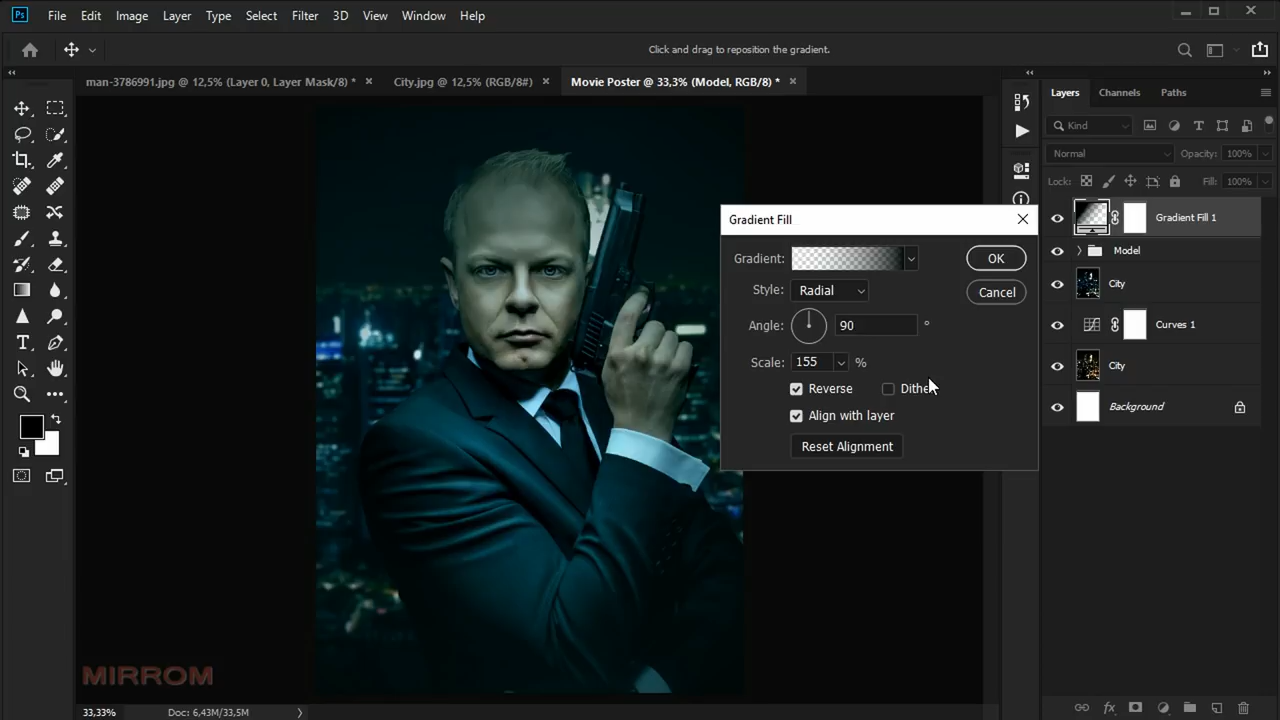 Ps File Edit Image Layer Type Select Filter 3D View Window Help
Click and drag to reposition the gradient.
man-3786991.jpg @ 12,5% (Layer 0, Layer Mask/8) * City.jpg @ 12,5% (RGB/8#) Movie Poster @ 33,3% (Model, RGB/8) *
Layers Channels Paths
Kind
Normal Opacity: 100%
Lock: Fill: 100%
Gradient Fill 1
Model
City
Curves 1
City
Background
Gradient Fill
Gradient: OK
Style: Radial Cancel
Angle: 90 °
Scale: 155 %
Reverse Dither
Align with layer
Reset Alignment
MIRROM
33,33% Doc: 6,43M/33,5M